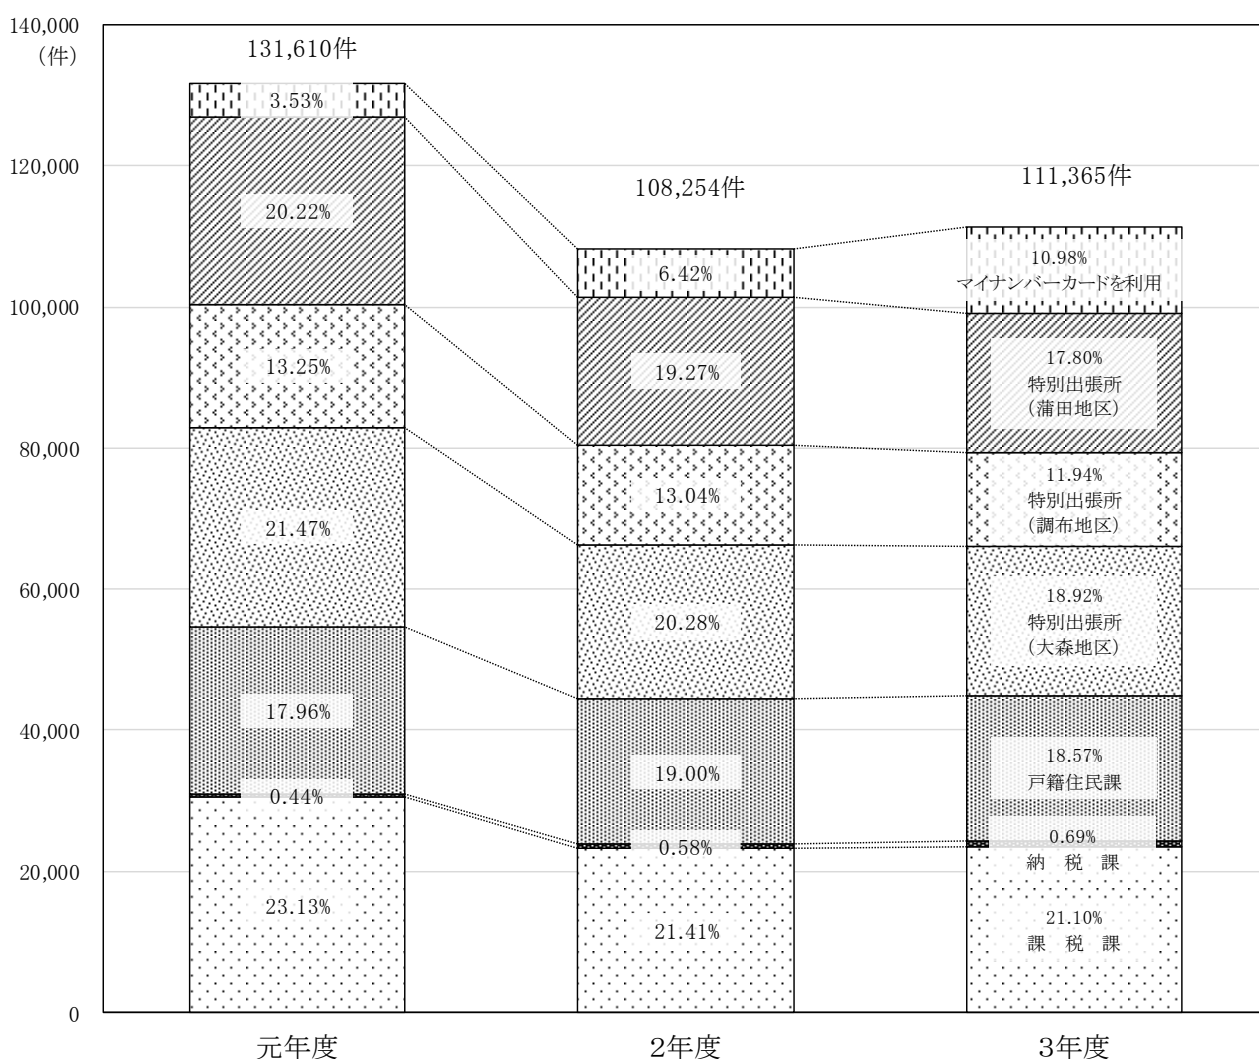 140,000
(件)
120,000
100,000
80,000
60,000
40,000
20,000
0
131,610件
3.53%
20.22%
13.25%
21.47%
17.96%
0.44%
23.13%
元年度
108,254件
6.42%
19.27%
13.04%
20.28%
19.00%
0.58%
21.41%
2年度
111,365件
10.98%
マイナンバーカードを利用
17.80%
特別出張所
(蒲田地区)
11.94%
特別出張所
(調布地区)
18.92%
特別出張所
(大森地区)
18.57%
戸籍住民課
0.69%
納 税 課
21.10%
課 税 課
3年度